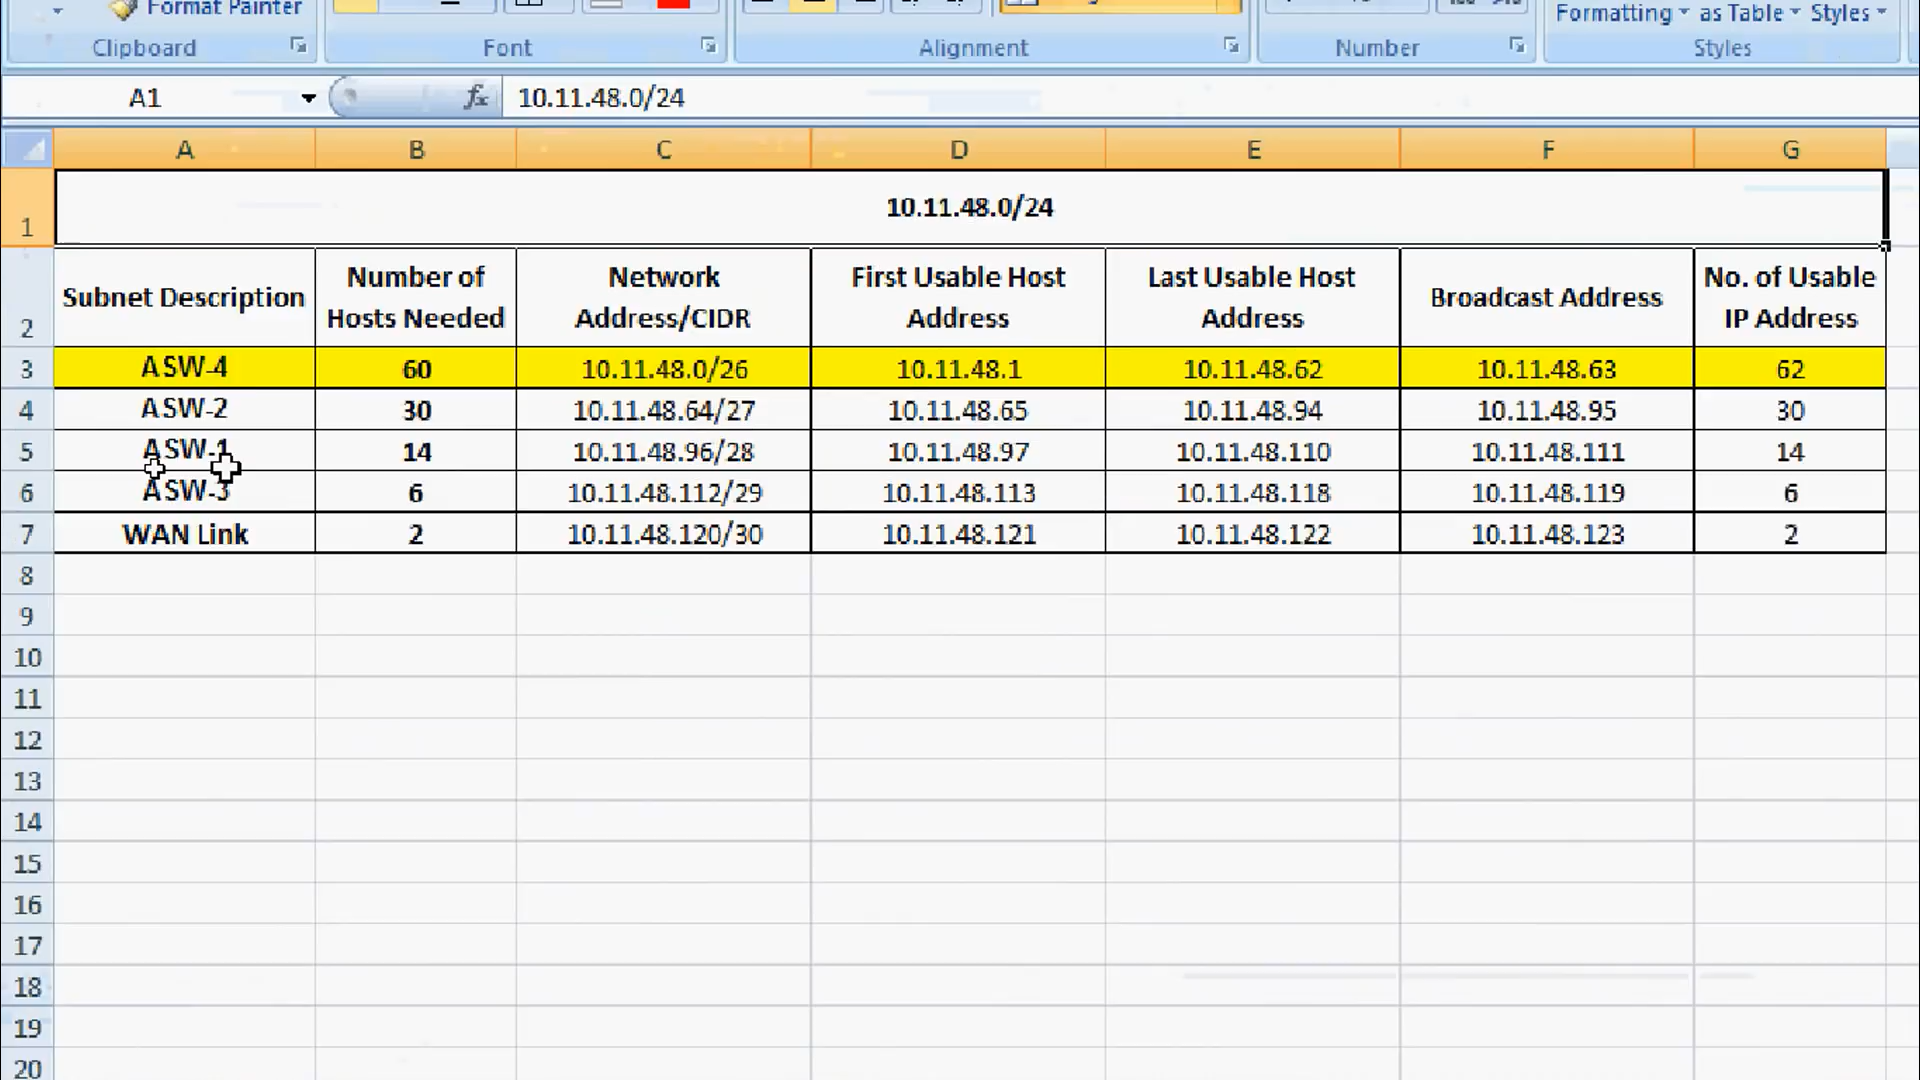 Format Painter
Formatting as Table Styles
Clipboard Font Alignment Number Styles
A1 fx 10.11.48.0/24
A B C D E F G
1 10.11.48.0/24
2 Subnet Description Number of Hosts Needed Network Address/CIDR First Usable Host Address Last Usable Host Address Broadcast Address No. of Usable IP Address
3 ASW-4 60 10.11.48.0/26 10.11.48.1 10.11.48.62 10.11.48.63 62
4 ASW-2 30 10.11.48.64/27 10.11.48.65 10.11.48.94 10.11.48.95 30
5 ASW-1 14 10.11.48.96/28 10.11.48.97 10.11.48.110 10.11.48.111 14
6 ASW-3 6 10.11.48.112/29 10.11.48.113 10.11.48.118 10.11.48.119 6
7 WAN Link 2 10.11.48.120/30 10.11.48.121 10.11.48.122 10.11.48.123 2
8
9
10
11
12
13
14
15
16
17
18
19
20